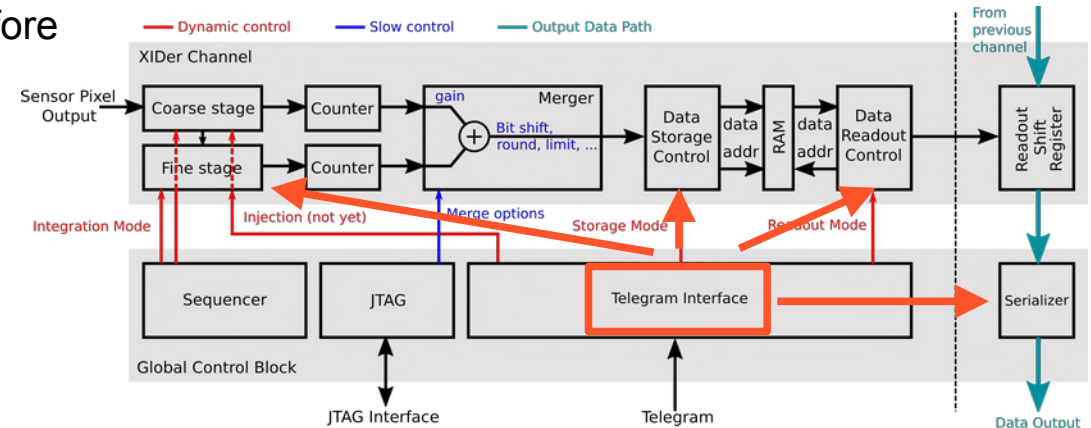 Dynamic control
Slow control
Output Data Path
From
previous
channel
XIDer Channel
Sensor Pixel
Output
Coarse stage
Counter
gain
Merger
+
Bit shift,
round, limit, ...
Data
Storage
Control
data
addr
RAM
data
addr
Data
Readout
Control
Readout
Shift
Register
Fine stage
Counter
Integration Mode
Injection (not yet)
Merge options
Storage Mode
Readout Mode
Sequencer
JTAG
Telegram Interface
Serializer
Global Control Block
JTAG Interface
Telegram
Data Output